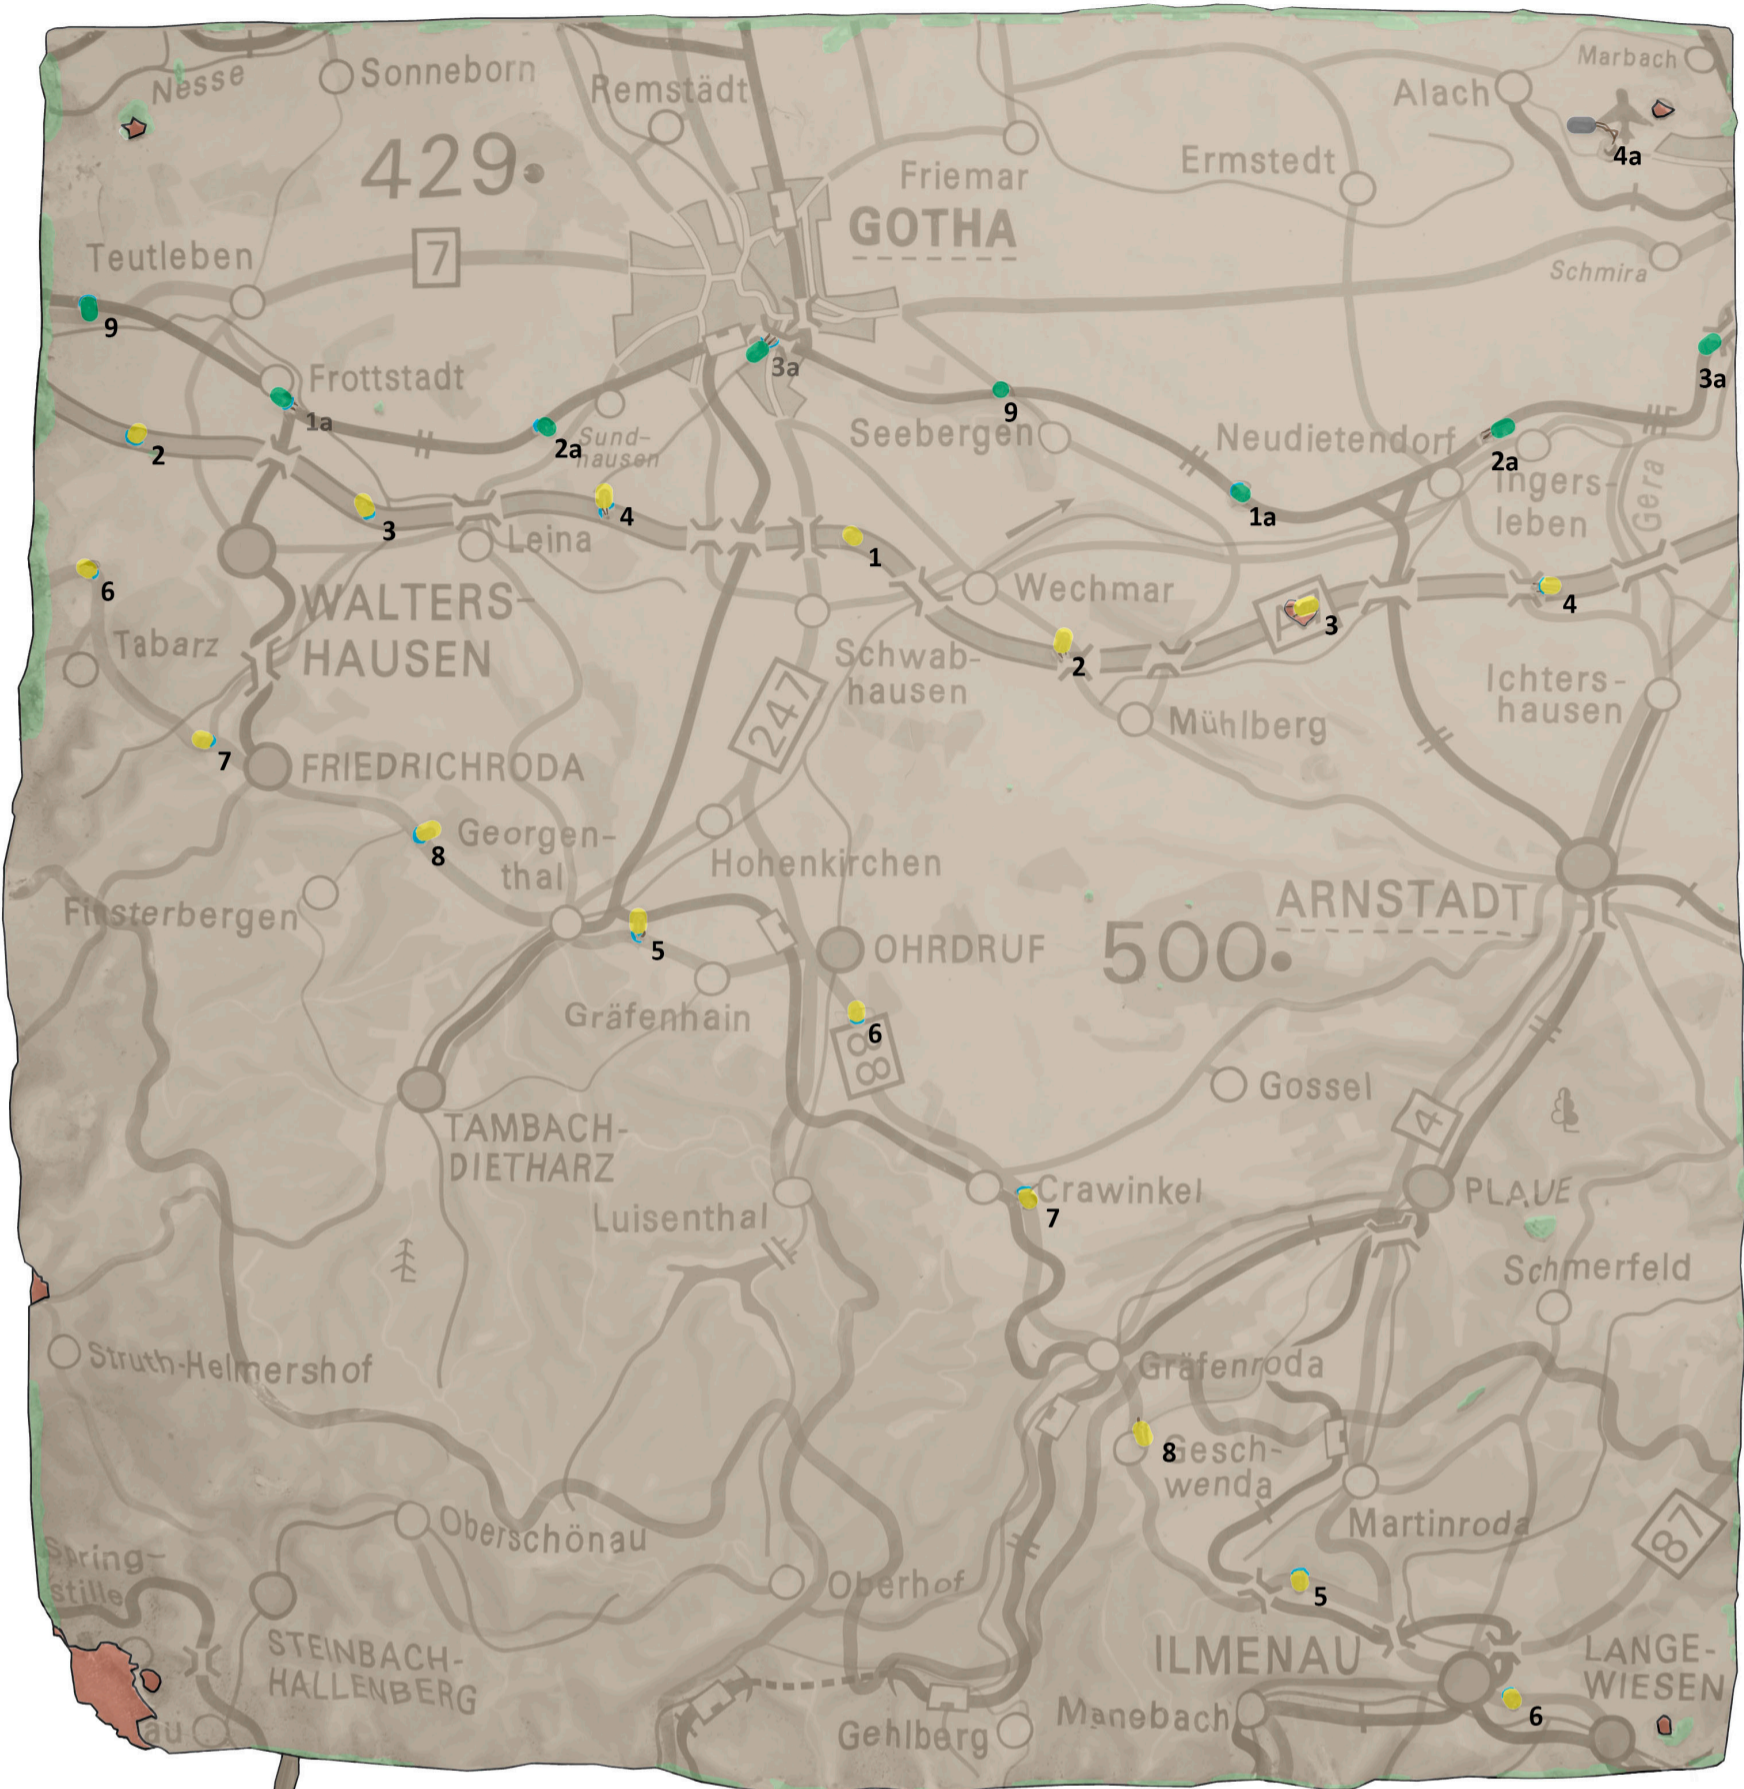 Nesse
Sonneborn
Remstädt
Alach
Marbach
4a
429
Friemar
Ermstedt
GOTHA
Teutleben
7
Schmira
9
3a
Frottstadt
1a
3a
9
2
2a
Sund-
hausen
Seebergen
Neudietendorf
2a
Ingers-
leben
Gera
3
4
Leina
1
1a
6
WALTERS-
HAUSEN
Wechmar
3
4
Tabarz
Schwab-
hausen
2
247
Mühlberg
Ichters-
hausen
7
FRIEDRICHRODA
8
Georgen-
thal
Hohenkirchen
Finsterbergen
ARNSTADT
5
OHRDRUF
500
Gräfenhain
6
88
Gossel
4
TAMBACH-
DIETHARZ
Crawinkel
7
PLAUE
Luisenthal
Schmerfeld
Struth-Helmershof
Gräfenroda
8
Gesch-
wenda
Martinroda
87
Oberschönau
Spring-
stille
Oberhof
5
STEINBACH-
HALLENBERG
ILMENAU
LANGE-
WIESEN
Manebach
6
Gehlberg
au